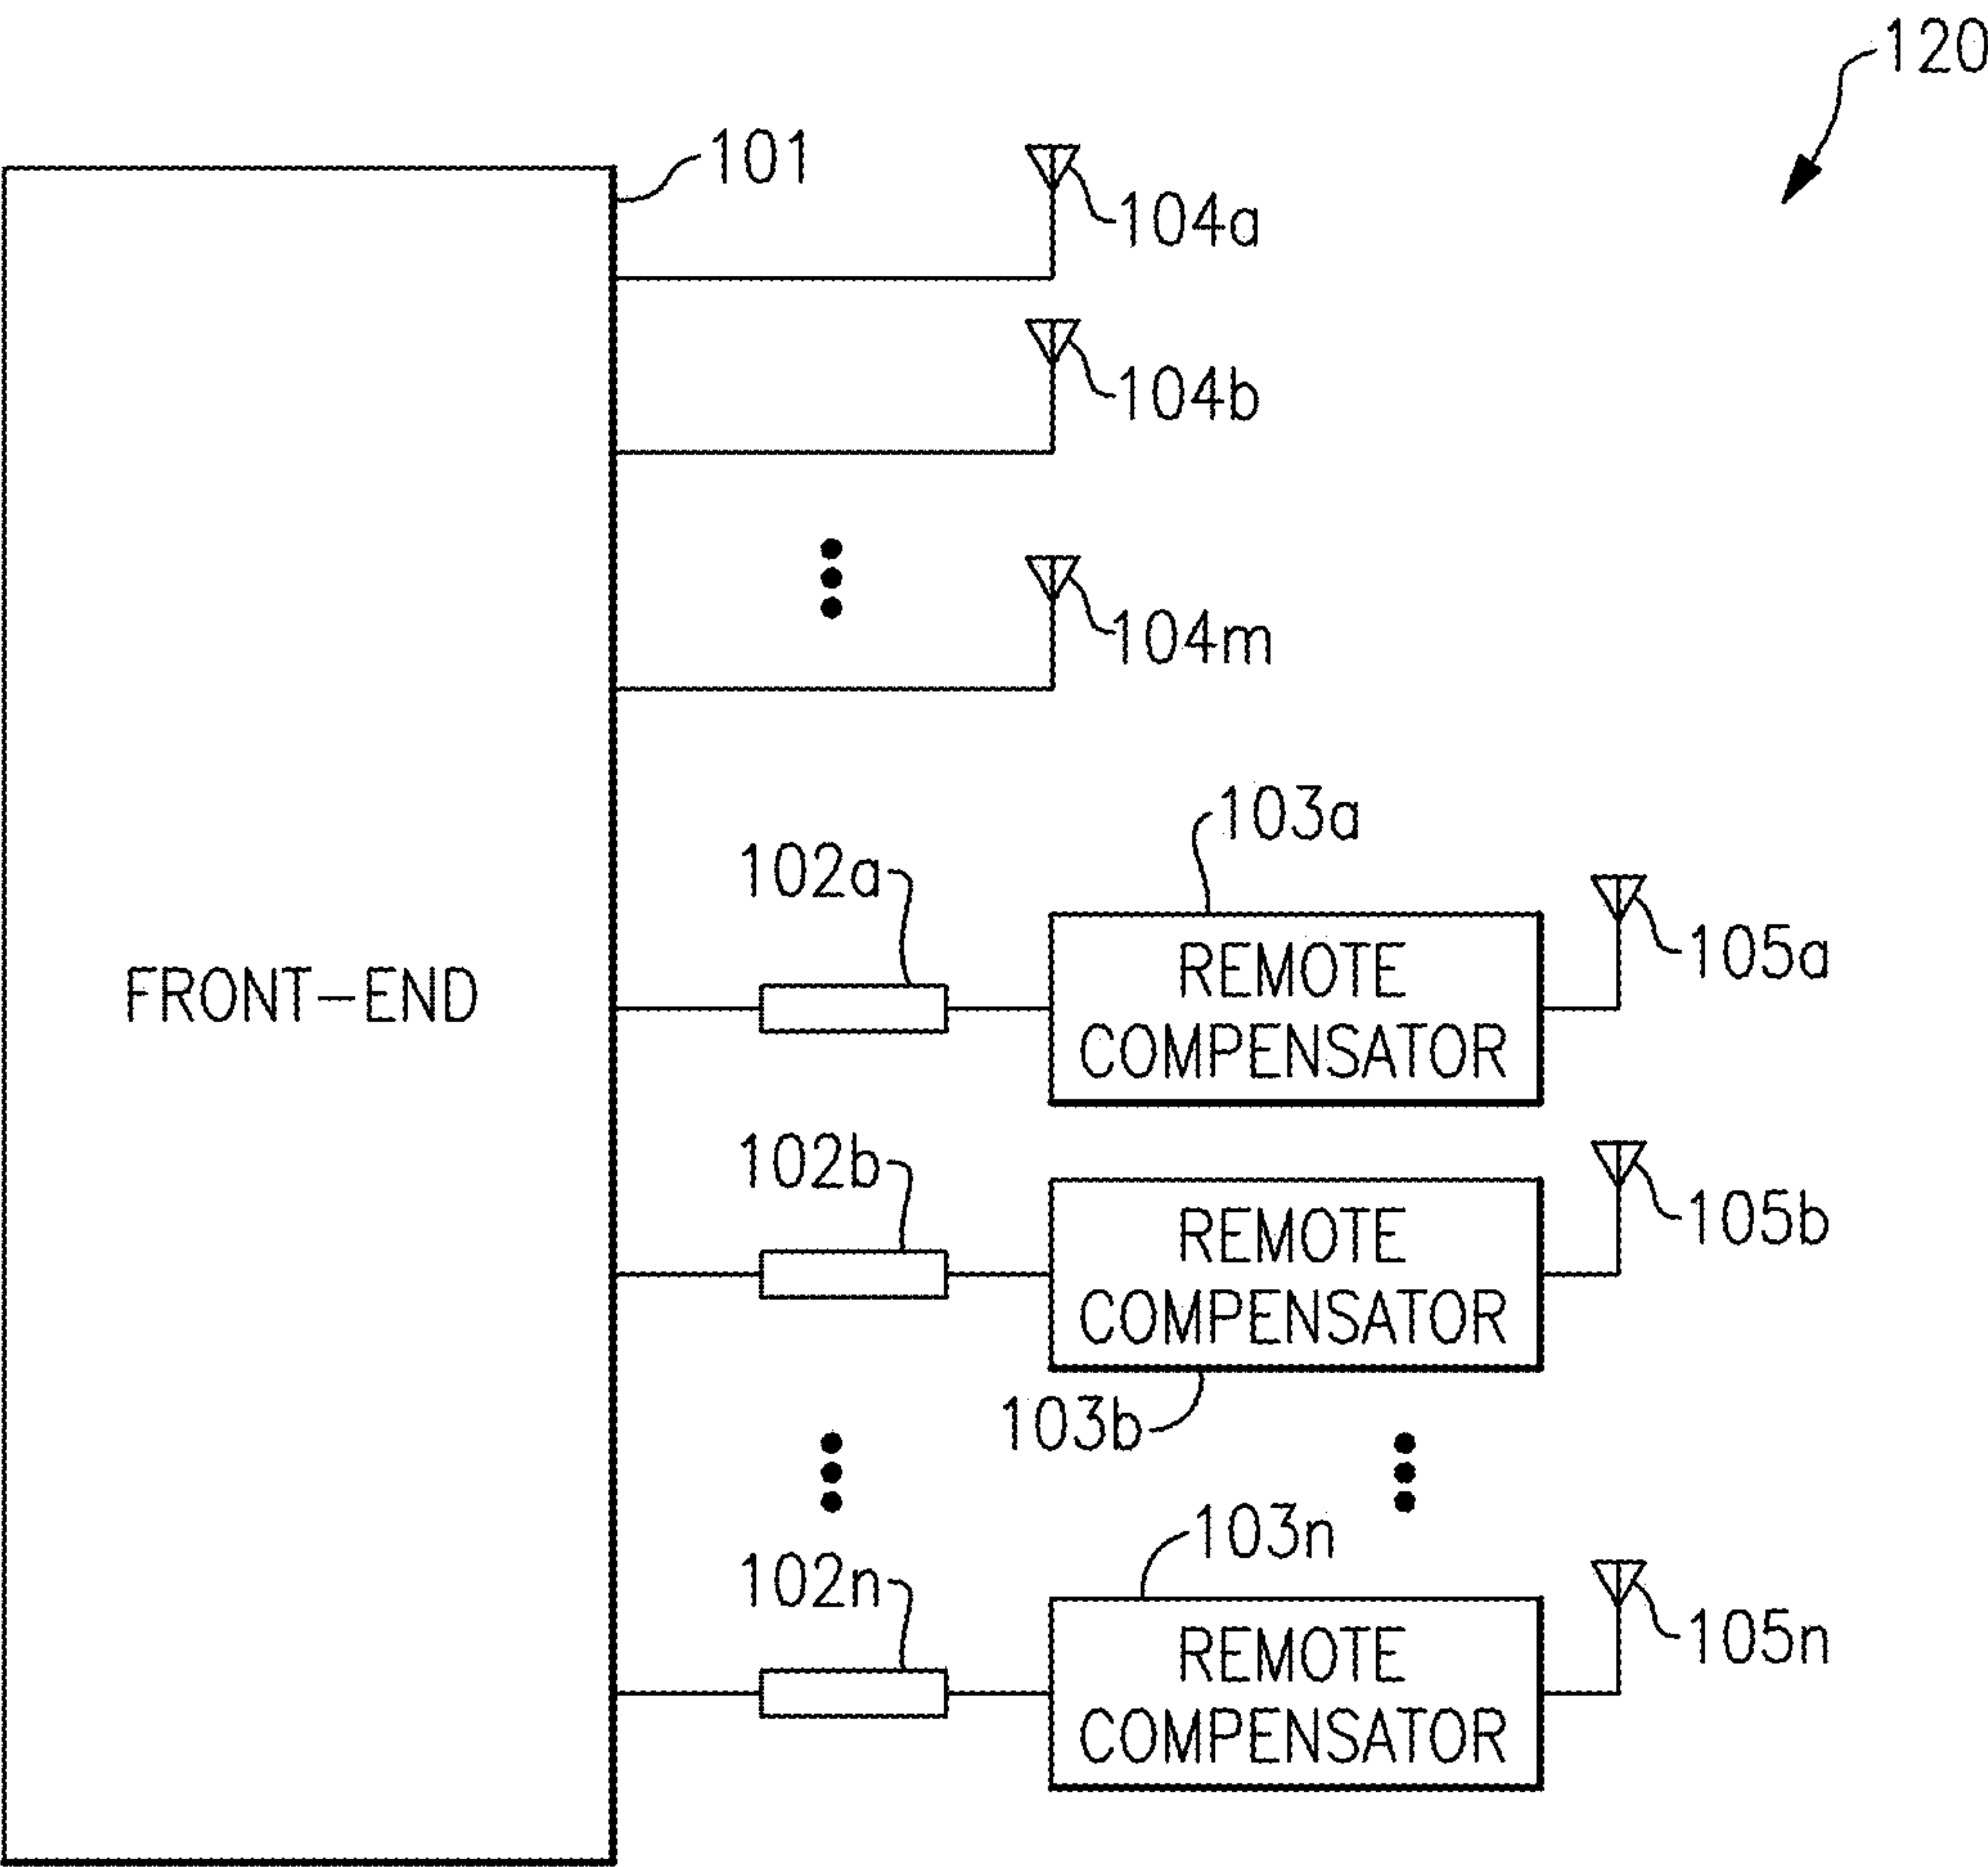 120
101
104a
104b
104m
103a
102a
105a
REMOTE
COMPENSATOR
FRONT-END
102b
105b
REMOTE
COMPENSATOR
103b
103n
102n
105n
REMOTE
COMPENSATOR